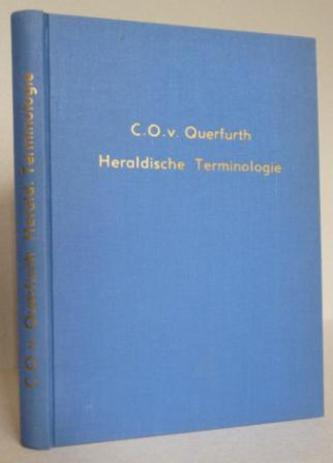 C.O.v. Querfurth
Heraldische Terminologie
C.O.v. Querfurth Herald. Terminologie